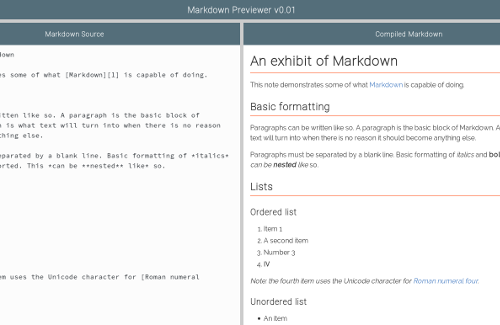 Markdown Previewer v0.01
Markdown Source
down
es some of what [Markdown][1] is capable of doing.
itten like so. A paragraph is the basic block of
is what text will turn into when there is no reason
thing else.
eparated by a blank line. Basic formatting of *italics*
orted. This *can be **nested** like* so.
em uses the Unicode character for [Roman numeral
Compiled Markdown
An exhibit of Markdown
This note demonstrates some of what Markdown is capable of doing.
Basic formatting
Paragraphs can be written like so. A paragraph is the basic block of Markdown. A
text will turn into when there is no reason it should become anything else.
Paragraphs must be separated by a blank line. Basic formatting of italics and bol
can be nested like so.
Lists
Ordered list
1. Item 1
2. A second item
3. Number 3
4. Ⅳ
Note: the fourth item uses the Unicode character for Roman numeral four.
Unordered list
• An item